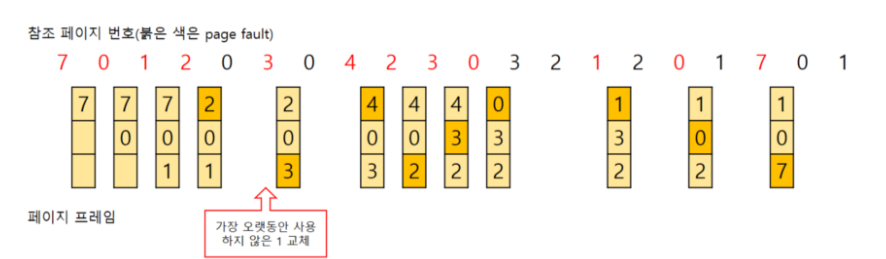 참조 페이지 번호(붉은 색은 page fault)
7 0 1 2 0 3 0 4 2 3 0 3 2 1 2 0 1 7 0 1
7 7 7 2 2 4 4 4 0 1 1 1
0 0 0 0 0 0 3 3 3 0 0
1 1 3 3 2 2 2 2 2 7
페이지 프레임
가장 오랫동안 사용
하지 않은 1 교체